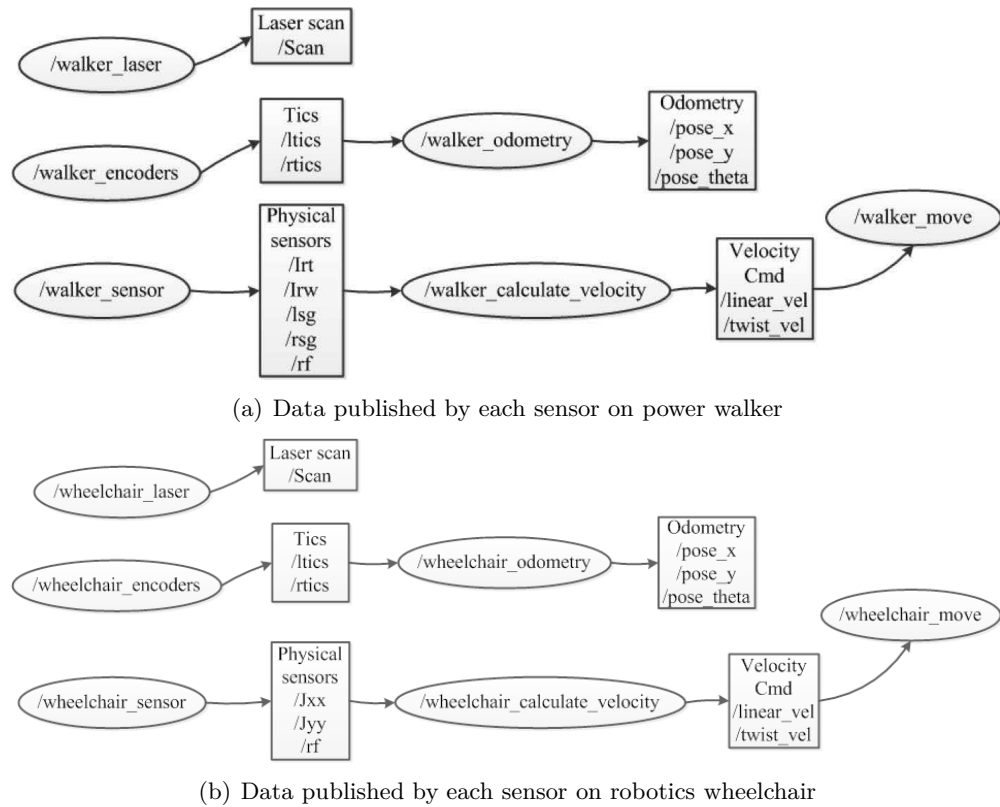 Laser scan
/Scan
/walker_laser
Tics
/ltics
/rtics
/walker_encoders
/walker_odometry
Odometry
/pose_x
/pose_y
/pose_theta
Physical
sensors
/Irt
/Irw
/lsg
/rsg
/rf
/walker_sensor
/walker_calculate_velocity
Velocity
Cmd
/linear_vel
/twist_vel
/walker_move
(a) Data published by each sensor on power walker
Laser scan
/Scan
/wheelchair_laser
Tics
/ltics
/rtics
/wheelchair_encoders
/wheelchair_odometry
Odometry
/pose_x
/pose_y
/pose_theta
Physical
sensors
/Jxx
/Jyy
/rf
/wheelchair_sensor
/wheelchair_calculate_velocity
Velocity
Cmd
/linear_vel
/twist_vel
/wheelchair_move
(b) Data published by each sensor on robotics wheelchair